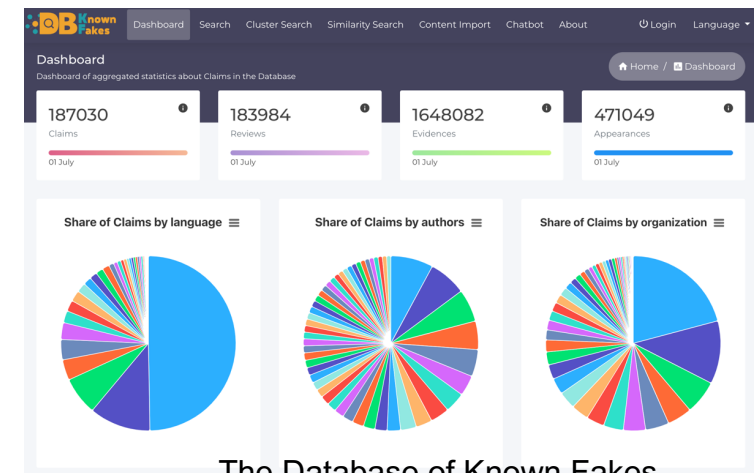 DB Known Fakes
Dashboard Search Cluster Search Similarity Search Content Import Chatbot About Login Language
Dashboard
Dashboard of aggregated statistics about Claims in the Database
Home / Dashboard
187030 183984 1648082 471049
Claims Reviews Evidences Appearances
01 July 01 July 01 July 01 July
Share of Claims by language Share of Claims by authors Share of Claims by organization
The Database of Known Fakes